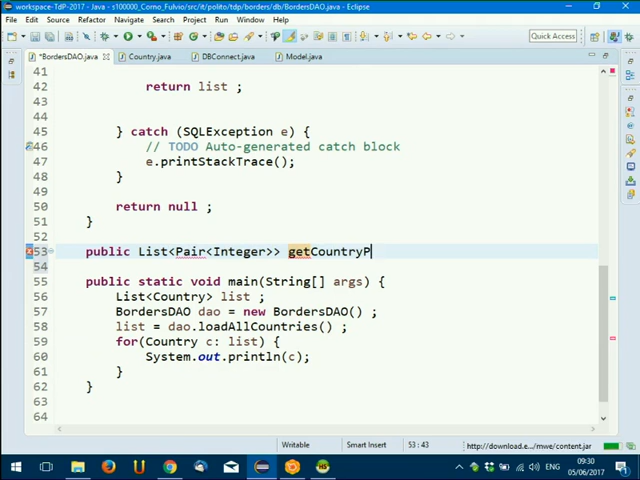 workspace-TdP-2017 - Java - s100000_Corno_Fulvio/src/it/polito/tdp/borders/db/BordersDAO.java - Eclipse
File Edit Source Refactor Navigate Search Project Run Window Help
Quick Access
*BordersDAO.java Country.java DBConnect.java Model.java
41
42 return list ;
43
44
45 } catch (SQLException e) {
46 // TODO Auto-generated catch block
47 e.printStackTrace();
48 }
49
50 return null ;
51 }
52
53 public List<Pair<Integer>> getCountryP
54
55 public static void main(String[] args) {
56 List<Country> list ;
57 BordersDAO dao = new BordersDAO() ;
58 list = dao.loadAllCountries() ;
59 for(Country c: list) {
60 System.out.println(c);
61 }
62 }
63
64
Writable Smart Insert 53 : 43 http://download.e.../mwe/content.jar
09:30
05/06/2017